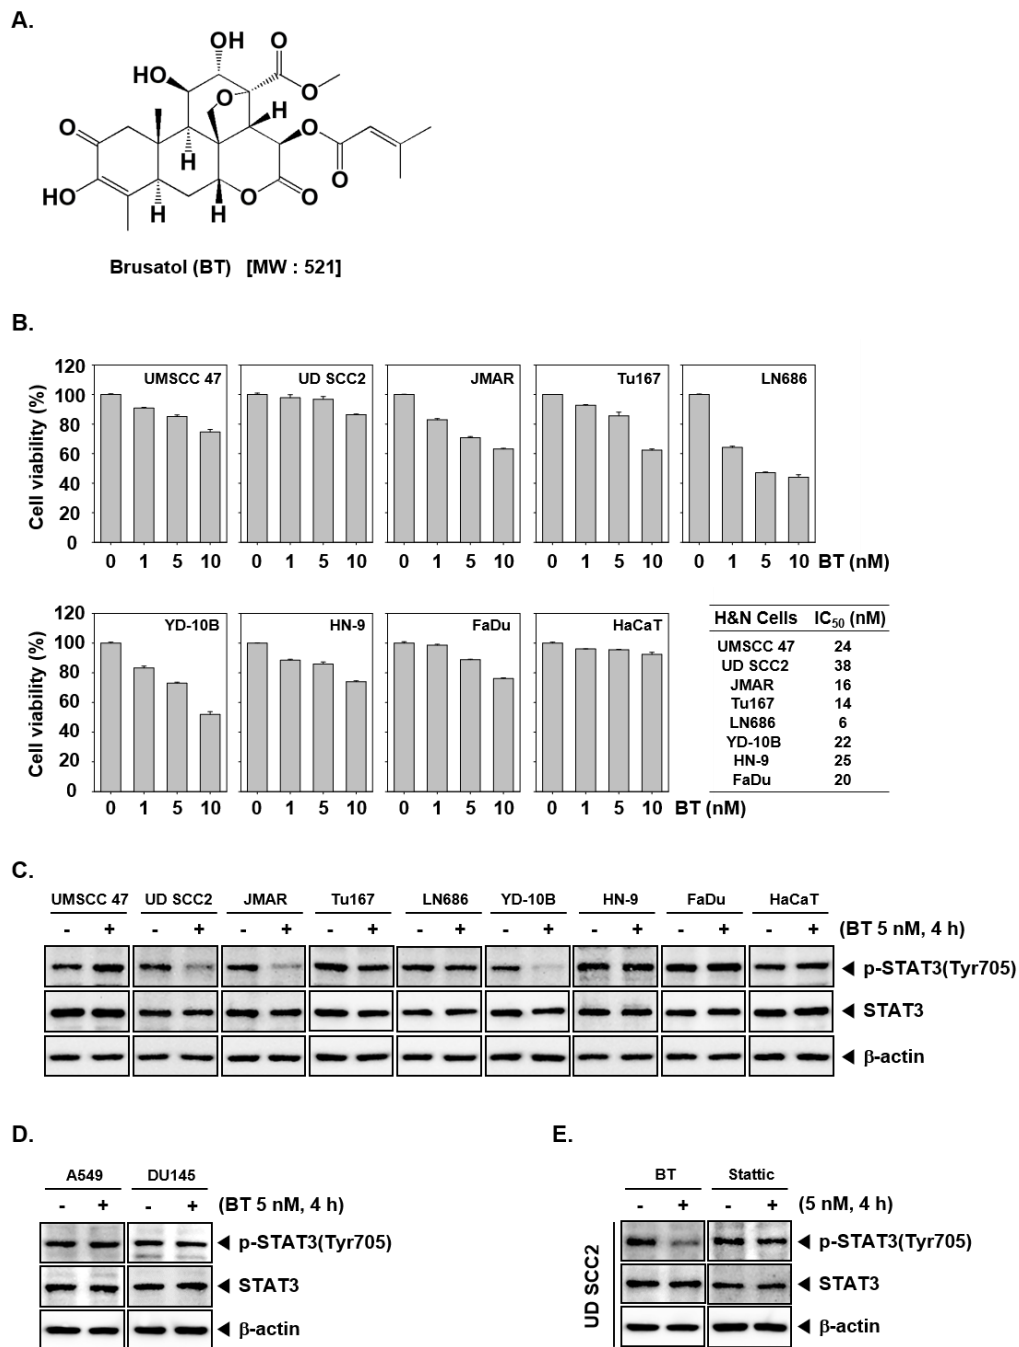 A.
OH
O
HO
O
O
O
H
O
O
H
O
HO
H
H
O
O
Brusatol (BT) [MW : 521]
B.
Cell viability (%)
120
100
80
60
40
20
0
UMSCC 47
UD SCC2
JMAR
Tu167
LN686
0 1 5 10 0 1 5 10 0 1 5 10 0 1 5 10 0 1 5 10 BT (nM)
Cell viability (%)
120
100
80
60
40
20
0
YD-10B
HN-9
FaDu
HaCaT
0 1 5 10 0 1 5 10 0 1 5 10 0 1 5 10 BT (nM)
H&N Cells IC50 (nM)
UMSCC 47 24
UD SCC2 38
JMAR 16
Tu167 14
LN686 6
YD-10B 22
HN-9 25
FaDu 20
C.
UMSCC 47 UD SCC2 JMAR Tu167 LN686 YD-10B HN-9 FaDu HaCaT
- + - + - + - + - + - + - + - + - + (BT 5 nM, 4 h)
◄ p-STAT3(Tyr705)
◄ STAT3
◄ β-actin
D.
A549 DU145
- + - + (BT 5 nM, 4 h)
◄ p-STAT3(Tyr705)
◄ STAT3
◄ β-actin
E.
BT Stattic
- + - + (5 nM, 4 h)
UD SCC2
◄ p-STAT3(Tyr705)
◄ STAT3
◄ β-actin